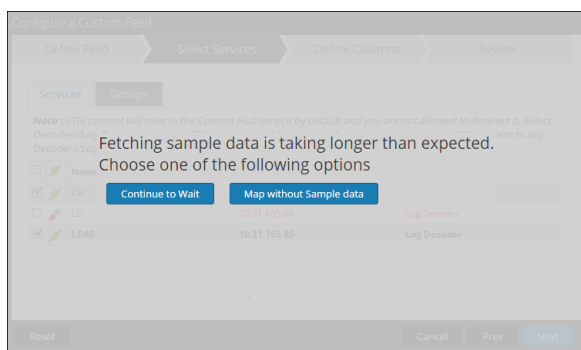 Configure a Custom Feed
Define Feed Select Services Define Columns Review
Services Groups
Note : STIX content will exist in the Context Hub service by default and you are not allowed to deselect it. Select
Decoders/Log
Decoders/Log
ent to any
Fetching sample data is taking longer than expected.
Choose one of the following options
Name
Continue to Wait Map without Sample data
CH
LD 10.31.165.86 Log Decoder
LD85 10.31.165.85 Log Decoder
Reset Cancel Prev Next